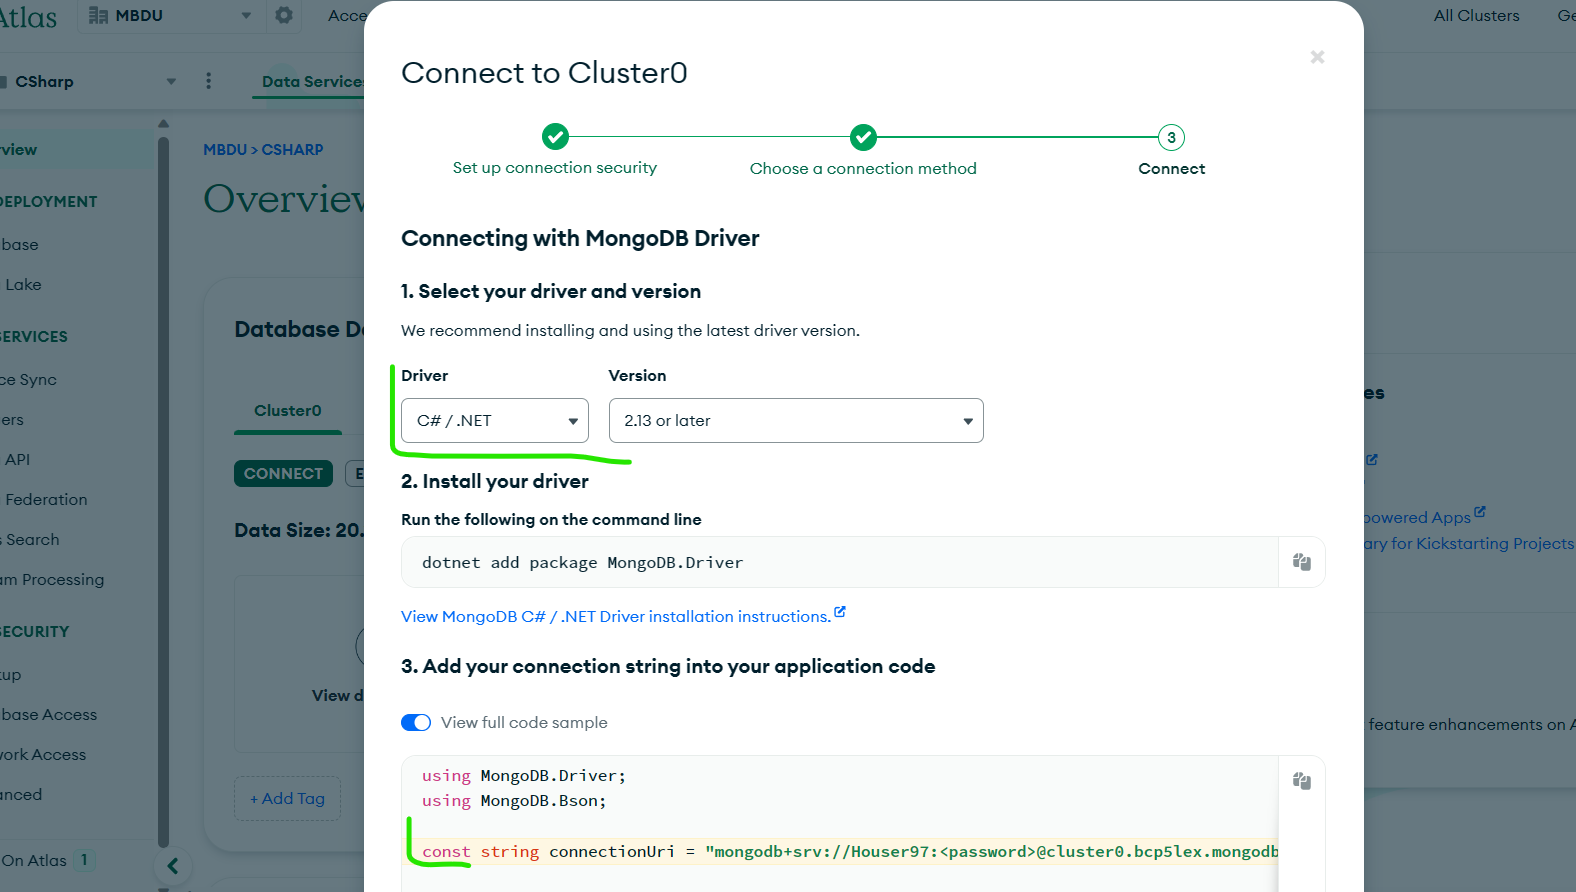 Atlas
MBDU
Acce
All Clusters
Ge
CSharp
Data Services
rview
DEPLOYMENT
base
Lake
SERVICES
ce Sync
ers
API
Federation
s Search
am Processing
SECURITY
kup
base Access
work Access
anced
On Atlas 1
MBDU > CSHARP
Overview
Database De
Cluster0
CONNECT
E
Data Size: 20.
View d
+ Add Tag
Connect to Cluster0
Set up connection security
Choose a connection method
3
Connect
Connecting with MongoDB Driver
1. Select your driver and version
We recommend installing and using the latest driver version.
Driver
Version
C# / .NET
2.13 or later
2. Install your driver
Run the following on the command line
dotnet add package MongoDB.Driver
View MongoDB C# / .NET Driver installation instructions.
3. Add your connection string into your application code
View full code sample
using MongoDB.Driver;
using MongoDB.Bson;
const string connectionUri = "mongodb+srv://Houser97:<password>@cluster0.bcp5lex.mongodb
es
powered Apps
ary for Kickstarting Projects
feature enhancements on A